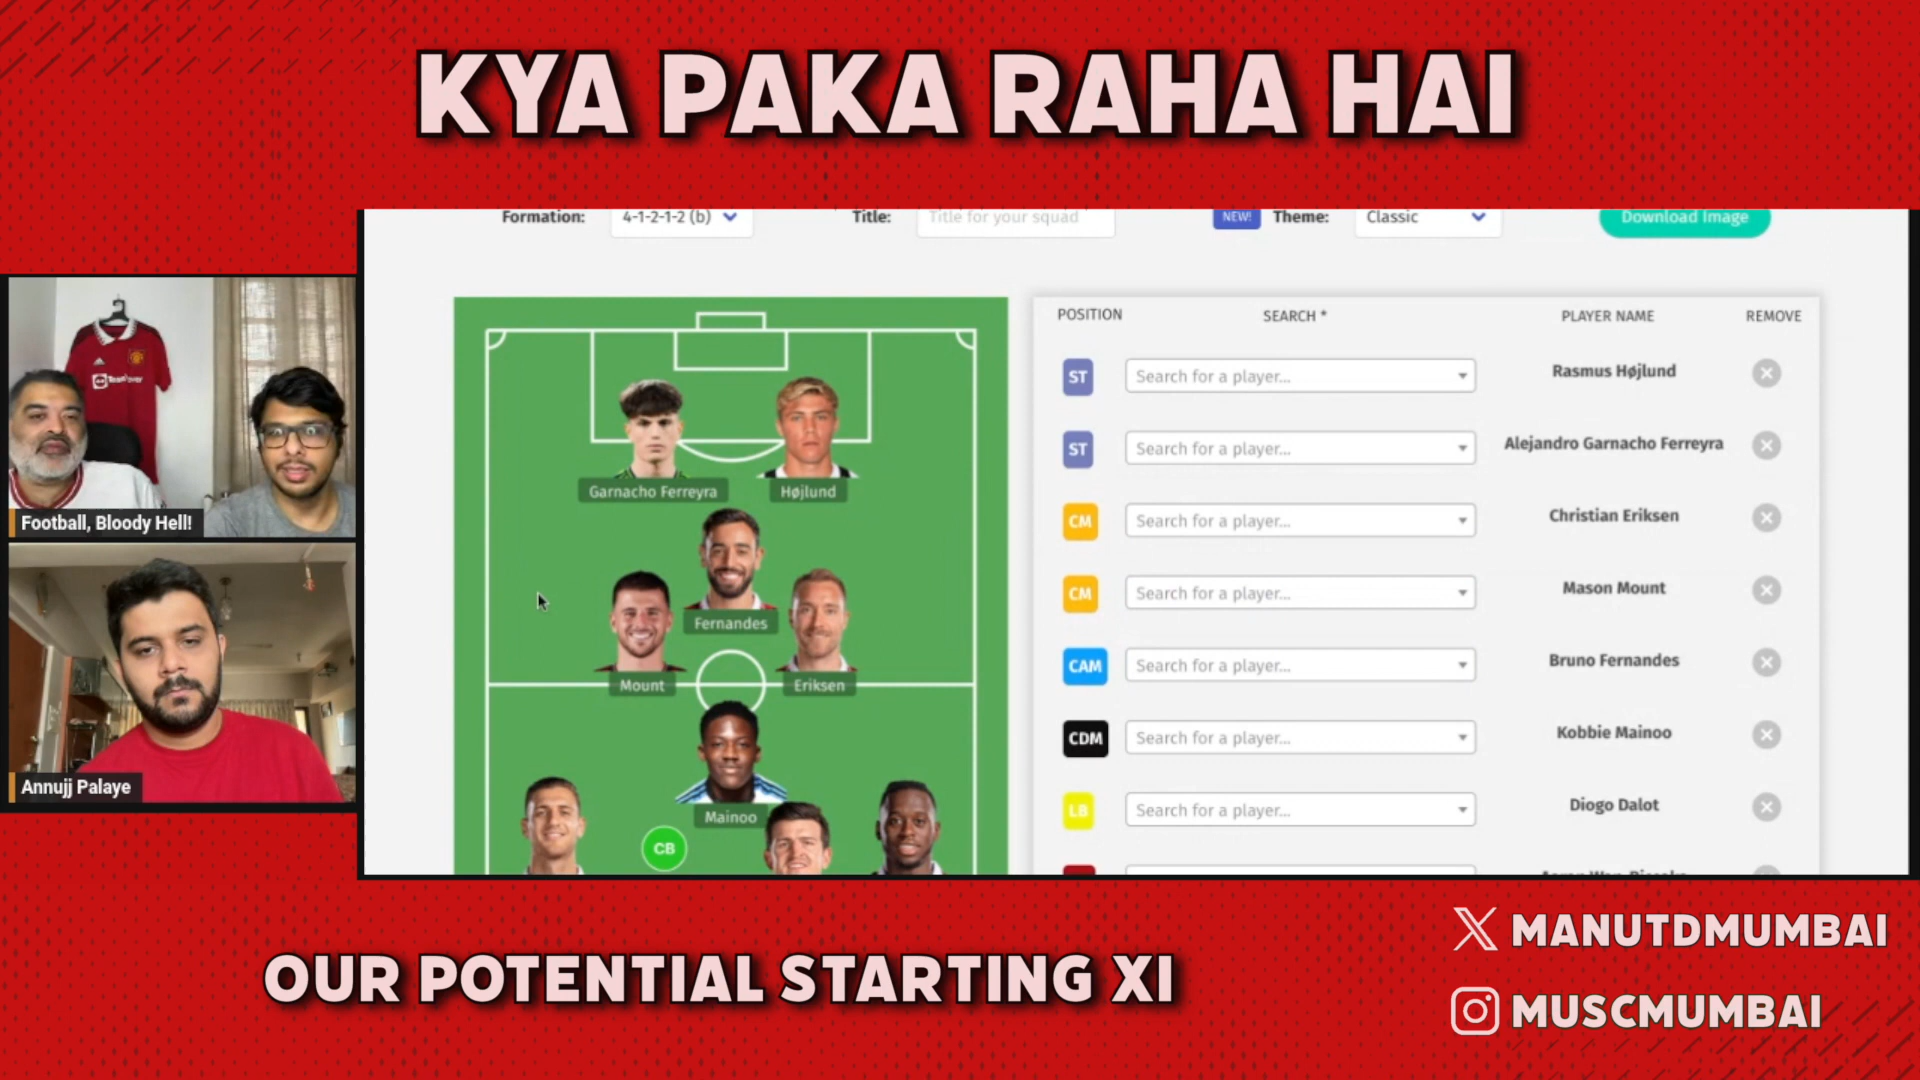 KYA PAKA RAHA HAI
Formation: 4-1-2-1-2 (b) Title: Title for your squad NEW! Theme: Classic Download Image
POSITION SEARCH * PLAYER NAME REMOVE
ST Search for a player... Rasmus Højlund
ST Search for a player... Alejandro Garnacho Ferreyra
CM Search for a player... Christian Eriksen
CM Search for a player... Mason Mount
CAM Search for a player... Bruno Fernandes
CDM Search for a player... Kobbie Mainoo
LB Search for a player... Diogo Dalot
Garnacho Ferreyra Højlund
Fernandes
Mount Eriksen
Mainoo
CB
Football, Bloody Hell!
Annujj Palaye
OUR POTENTIAL STARTING XI
MANUTDMUMBAI
MUSCMUMBAI